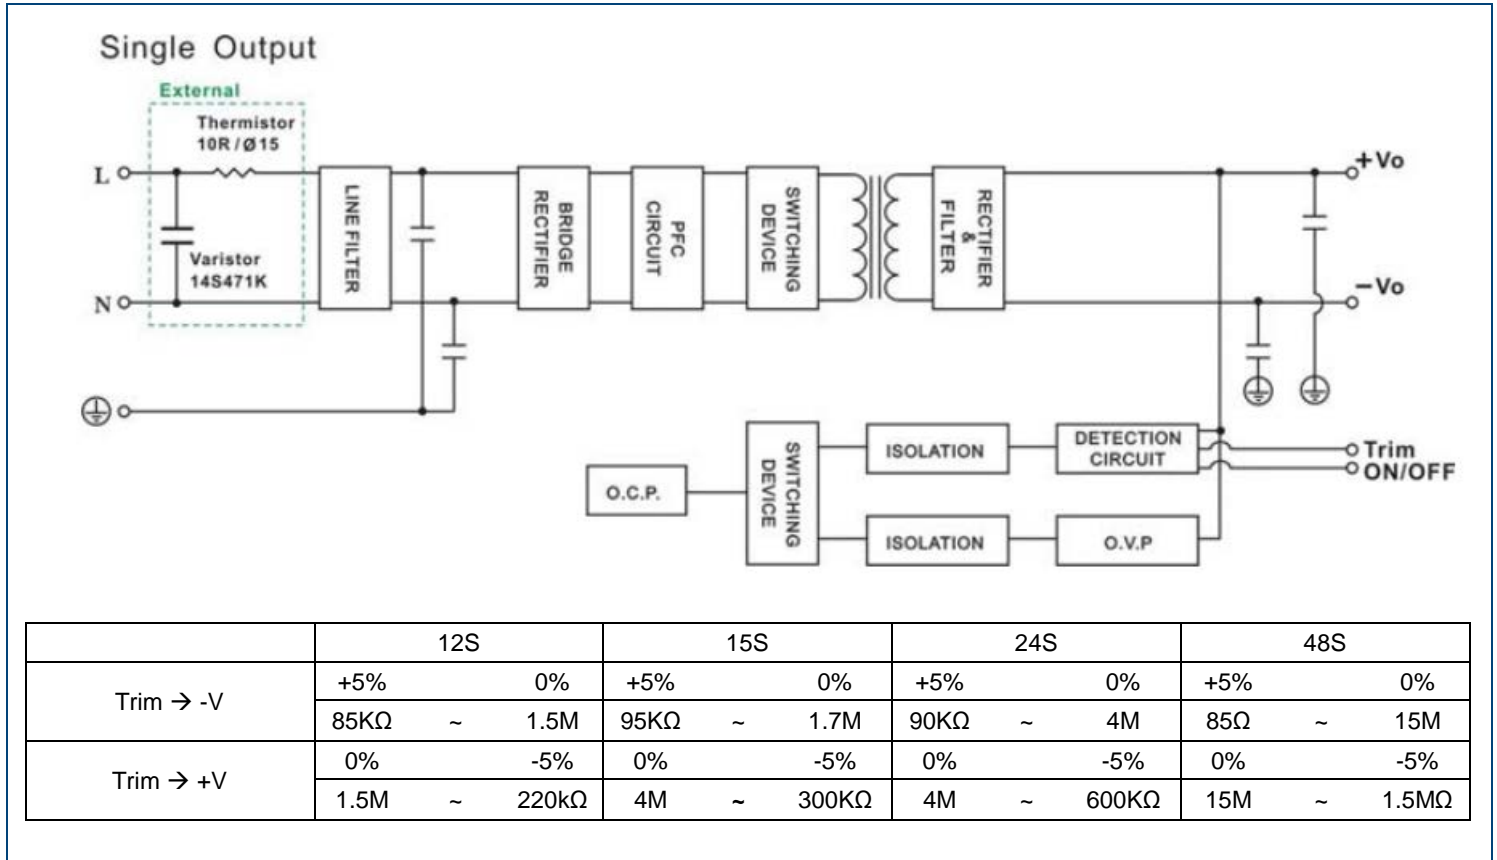 Single Output
External
Thermistor
10R/Ø15
L
Varistor
14S471K
N
LINE FILTER
BRIDGE
RECTIFIER
PFC
CIRCUIT
SWITCHING
DEVICE
RECTIFIER
&
FILTER
+Vo
−Vo
O.C.P.
SWITCHING
DEVICE
ISOLATION
DETECTION
CIRCUIT
Trim
ON/OFF
ISOLATION
O.V.P
12S 15S 24S 48S
Trim → -V
+5% 0% +5% 0% +5% 0% +5% 0%
85KΩ ~ 1.5M 95KΩ ~ 1.7M 90KΩ ~ 4M 85Ω ~ 15M
Trim → +V
0% -5% 0% -5% 0% -5% 0% -5%
1.5M ~ 220kΩ 4M ~ 300KΩ 4M ~ 600KΩ 15M ~ 1.5MΩ